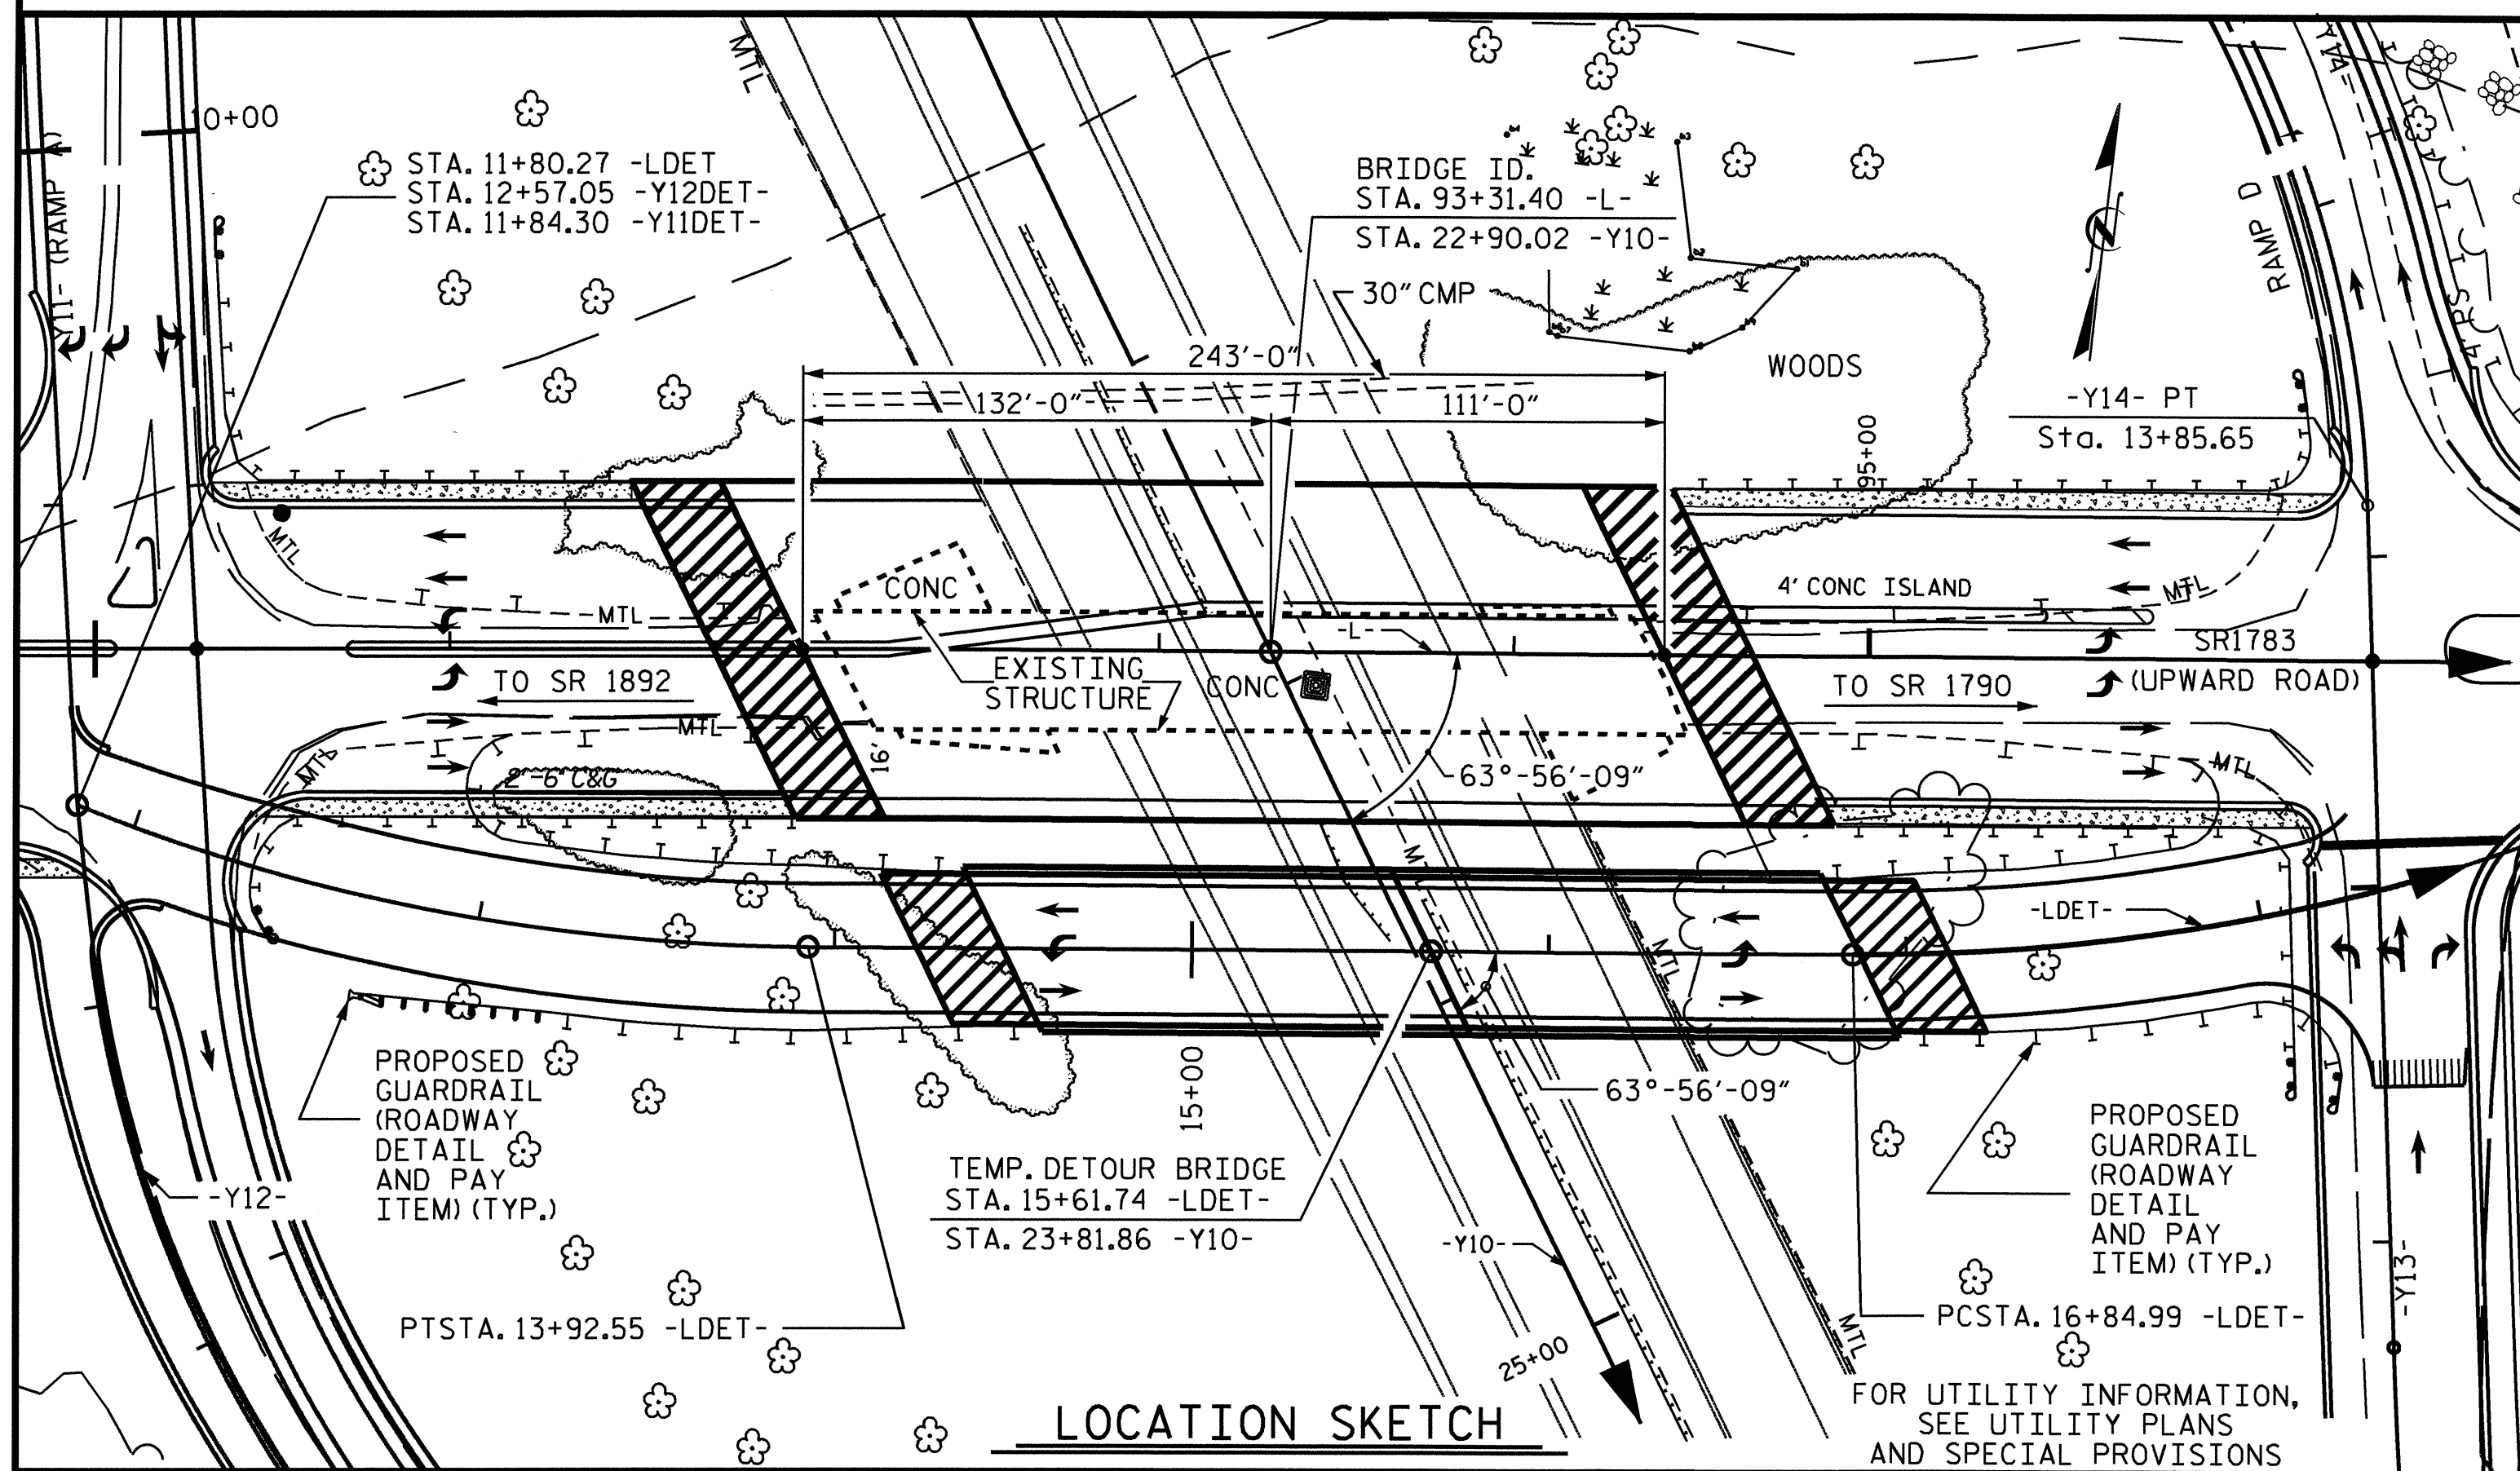 MTL
10+00
STA. 11+80.27 -LDET
STA. 12+57.05 -Y12DET-
STA. 11+84.30 -Y11DET-
Y11- (RAMP A)
BRIDGE ID.
STA. 93+31.40 -L-
STA. 22+90.02 -Y10-
30" CMP
RAMP D
4' PS
243'-0"
132'-0"
111'-0"
WOODS
-Y14- PT
Sta. 13+85.65
95+00
N
MTL
CONC
4' CONC ISLAND
MTL
MTL
-L-
SR1783
(UPWARD ROAD)
TO SR 1892
EXISTING
STRUCTURE
CONC
TO SR 1790
MTL
MTL
16'
2'-6" C&G
63°-56'-09"
MTL
-LDET-
MTL
PROPOSED
GUARDRAIL
(ROADWAY
DETAIL
AND PAY
ITEM) (TYP.)
15+00
63°-56'-09"
PROPOSED
GUARDRAIL
(ROADWAY
DETAIL
AND PAY
ITEM) (TYP.)
-Y12-
TEMP. DETOUR BRIDGE
STA. 15+61.74 -LDET-
STA. 23+81.86 -Y10-
-Y10-
-Y13-
PTSTA. 13+92.55 -LDET-
PCSTA. 16+84.99 -LDET-
MTL
25+00
LOCATION SKETCH
FOR UTILITY INFORMATION,
SEE UTILITY PLANS
AND SPECIAL PROVISIONS